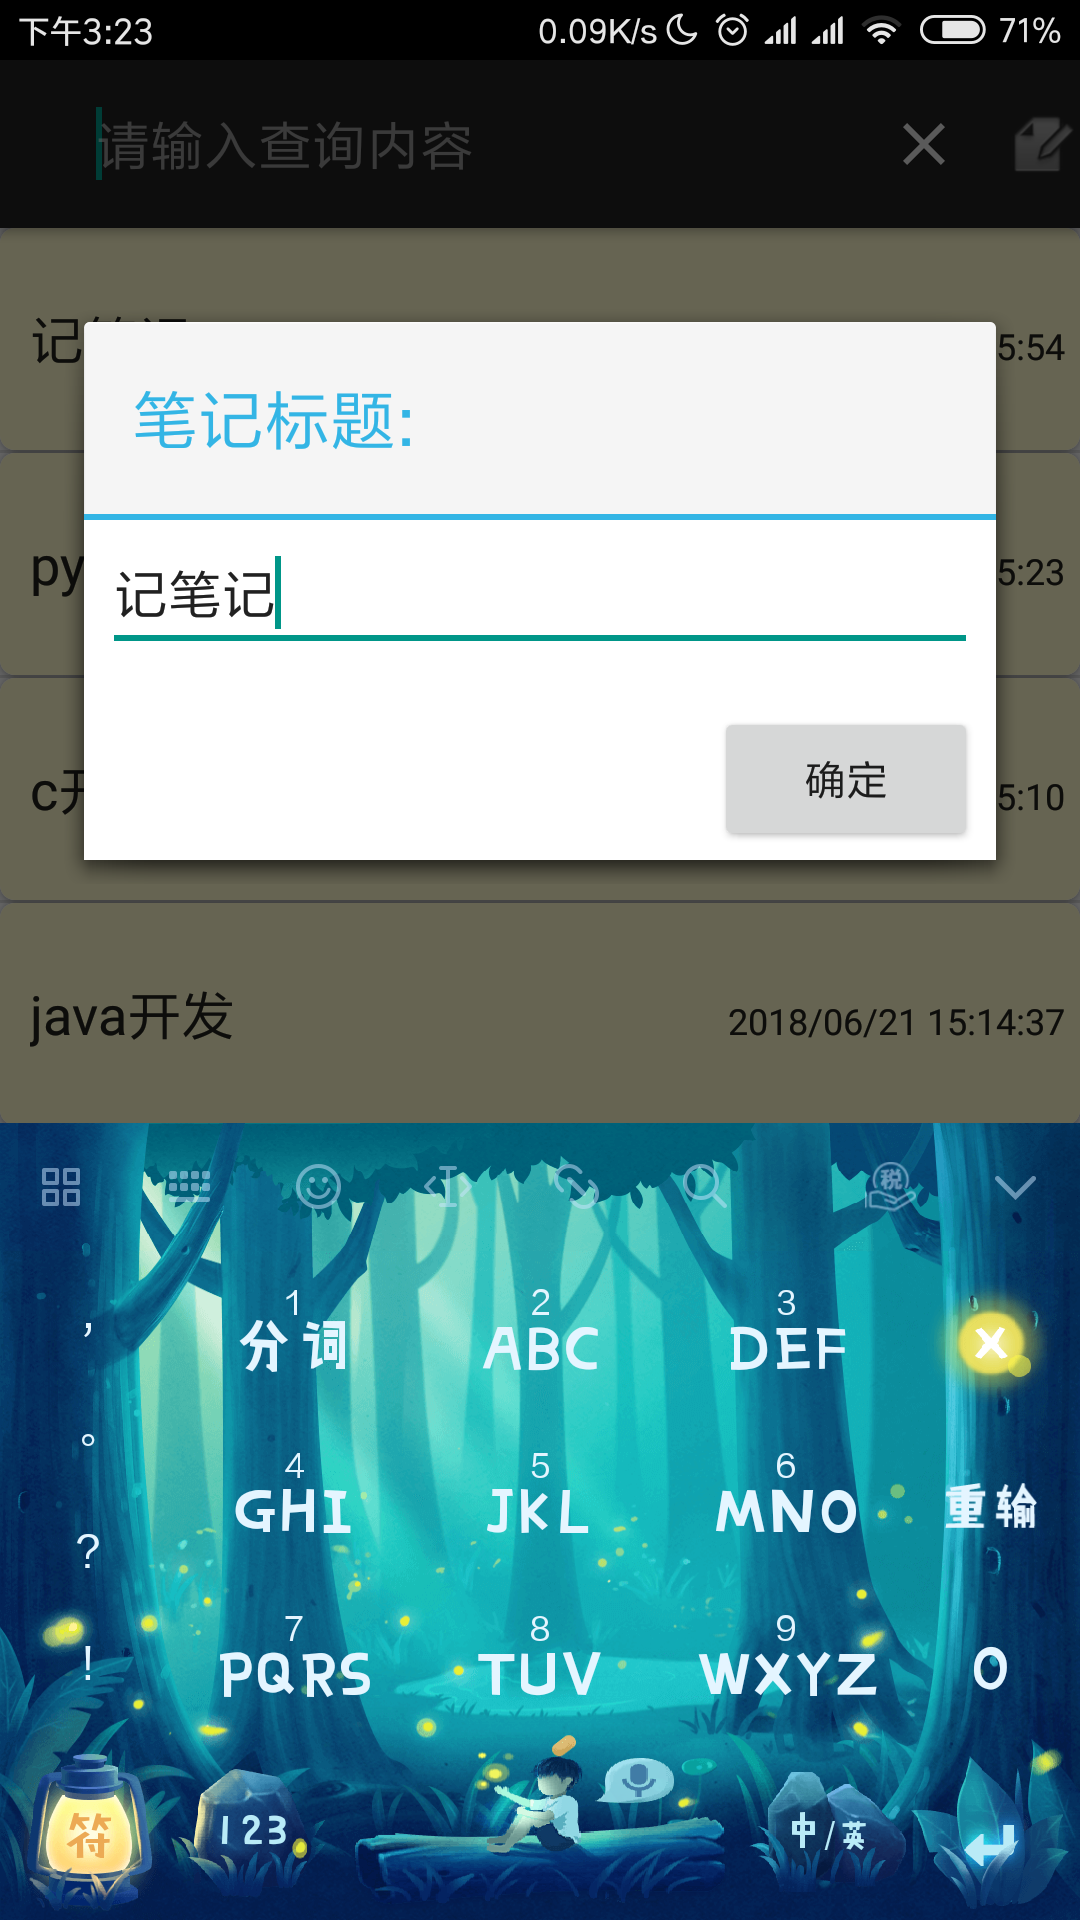 下午3:23 0.09K/s 71%
请输入查询内容
5:54
笔记标题:
py 5:23
记笔记
确定
c开 5:10
java开发 2018/06/21 15:14:37
税
1 2 3
, 分词 ABC DEF
。
4 5 6
GHI JKL MNO 重输
?
7 8 9
! PQRS TUV WXYZ 0
符 123 中/英